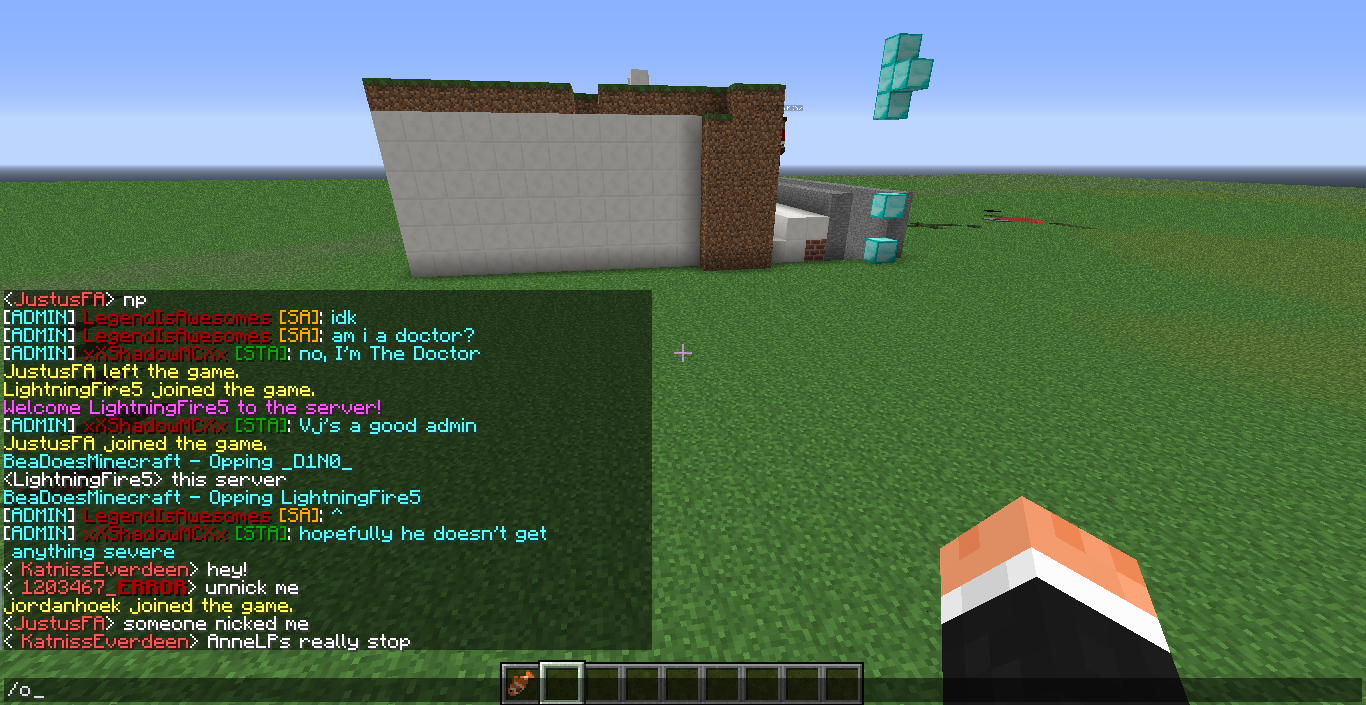 <JustusFA> np
[ADMIN] LegendIsAwesomes [SA]: idk
[ADMIN] LegendIsAwesomes [SA]: am i a doctor?
[ADMIN] xXShadowMCXx [STA]: no, I'm The Doctor
JustusFA left the game.
LightningFire5 joined the game.
Welcome LightningFire5 to the server!
[ADMIN] xXShadowMCXx [STA]: Vj's a good admin
JustusFA joined the game.
BeaDoesMinecraft - Opping _D1N0_
<LightningFire5> this server
BeaDoesMinecraft - Opping LightningFire5
[ADMIN] LegendIsAwesomes [SA]: ^
[ADMIN] xXShadowMCXx [STA]: hopefully he doesn't get
anything severe
< KatnissEverdeen> hey!
< 1203467_ERROR> unnick me
jordanhoek joined the game.
<JustusFA> someone nicked me
< KatnissEverdeen> AnneLPs really stop
/o_